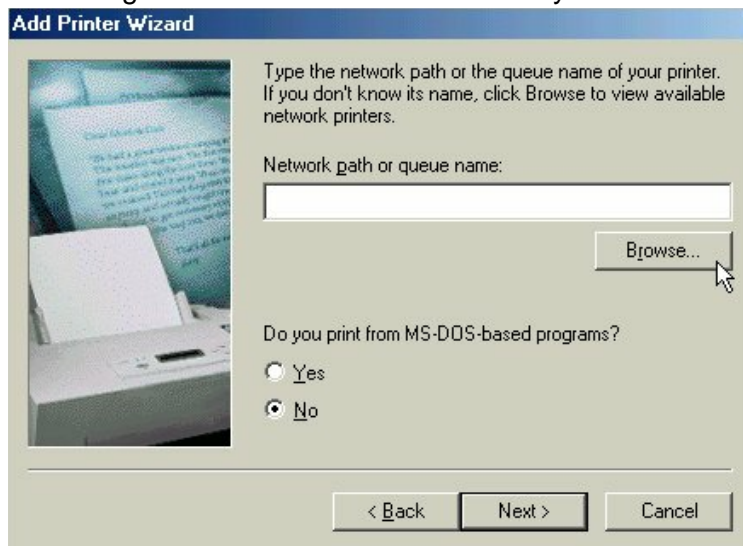 Add Printer Wizard
Type the network path or the queue name of your printer.
If you don't know its name, click Browse to view available
network printers.
Network path or queue name:
Browse...
Do you print from MS-DOS-based programs?
Yes
No
< Back Next > Cancel